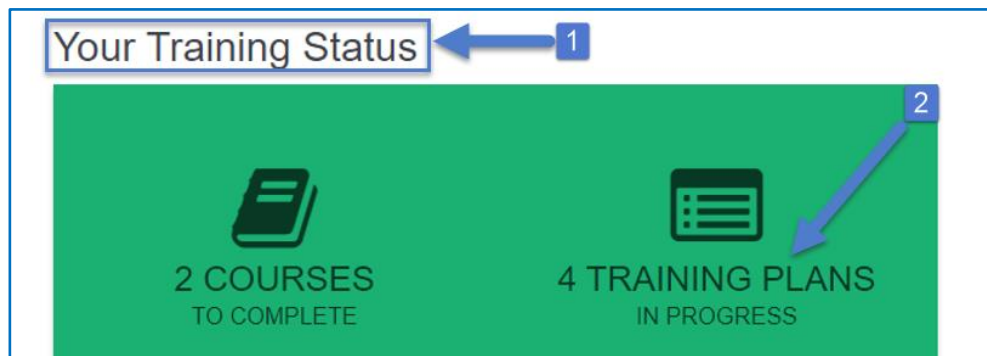 Your Training Status
1
2
2 COURSES
TO COMPLETE
4 TRAINING PLANS
IN PROGRESS